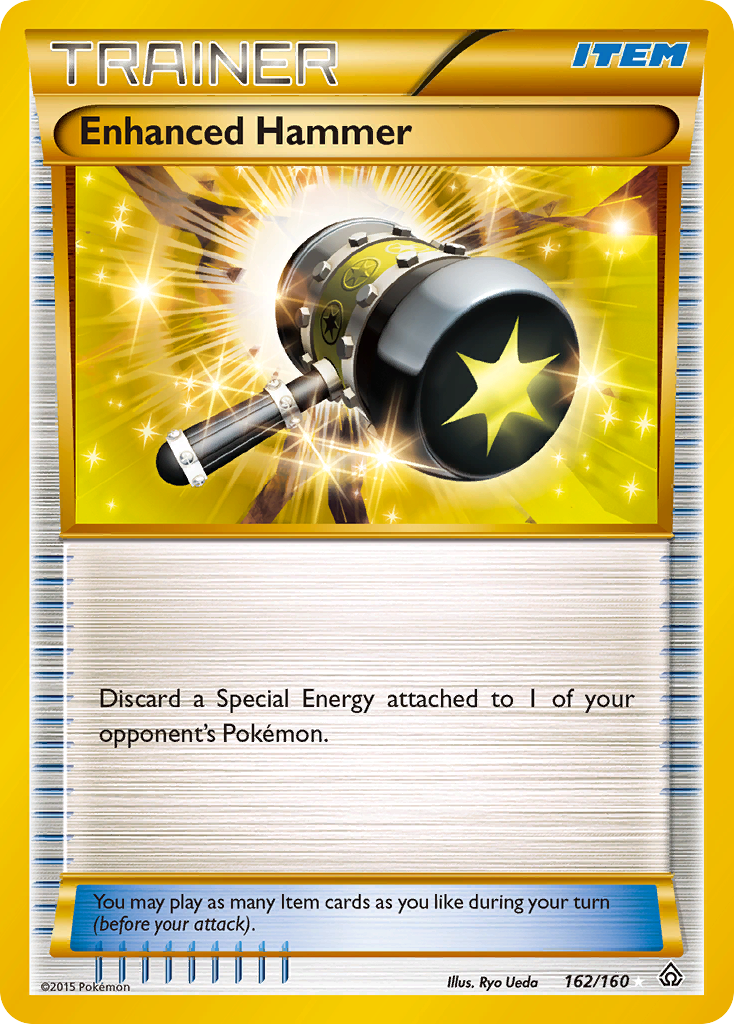 TRAINER
ITEM
Enhanced Hammer
Discard a Special Energy attached to 1 of your
opponent's Pokémon.
You may play as many Item cards as you like during your turn
(before your attack).
©2015 Pokémon
Illus. Ryo Ueda
162/160